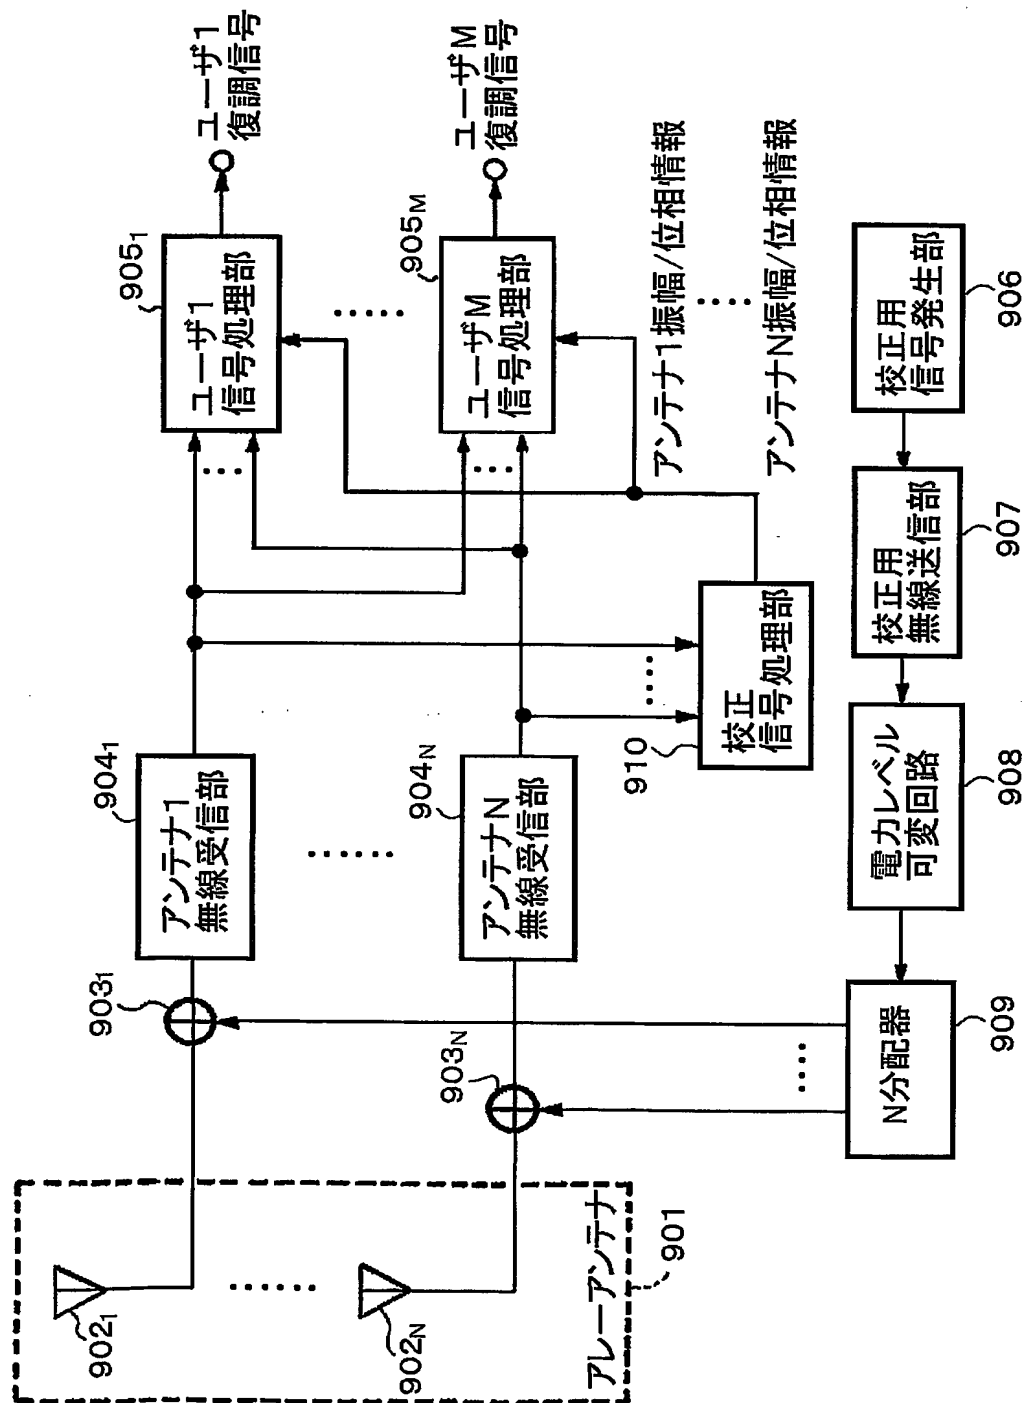 ユーザ1
復調信号
ユーザM
復調信号
905₁
ユーザ1
信号処理部
905M
ユーザM
信号処理部
アンテナ1振幅/位相情報
アンテナN振幅/位相情報
904₁
アンテナ1
無線受信部
904N
アンテナN
無線受信部
910
校正
信号処理部
903₁
903N
902₁
902N
アレーアンテナ
901
校正用
信号発生部
906
校正用
無線送信部
907
電力レベル
可変回路
908
N分配器
909